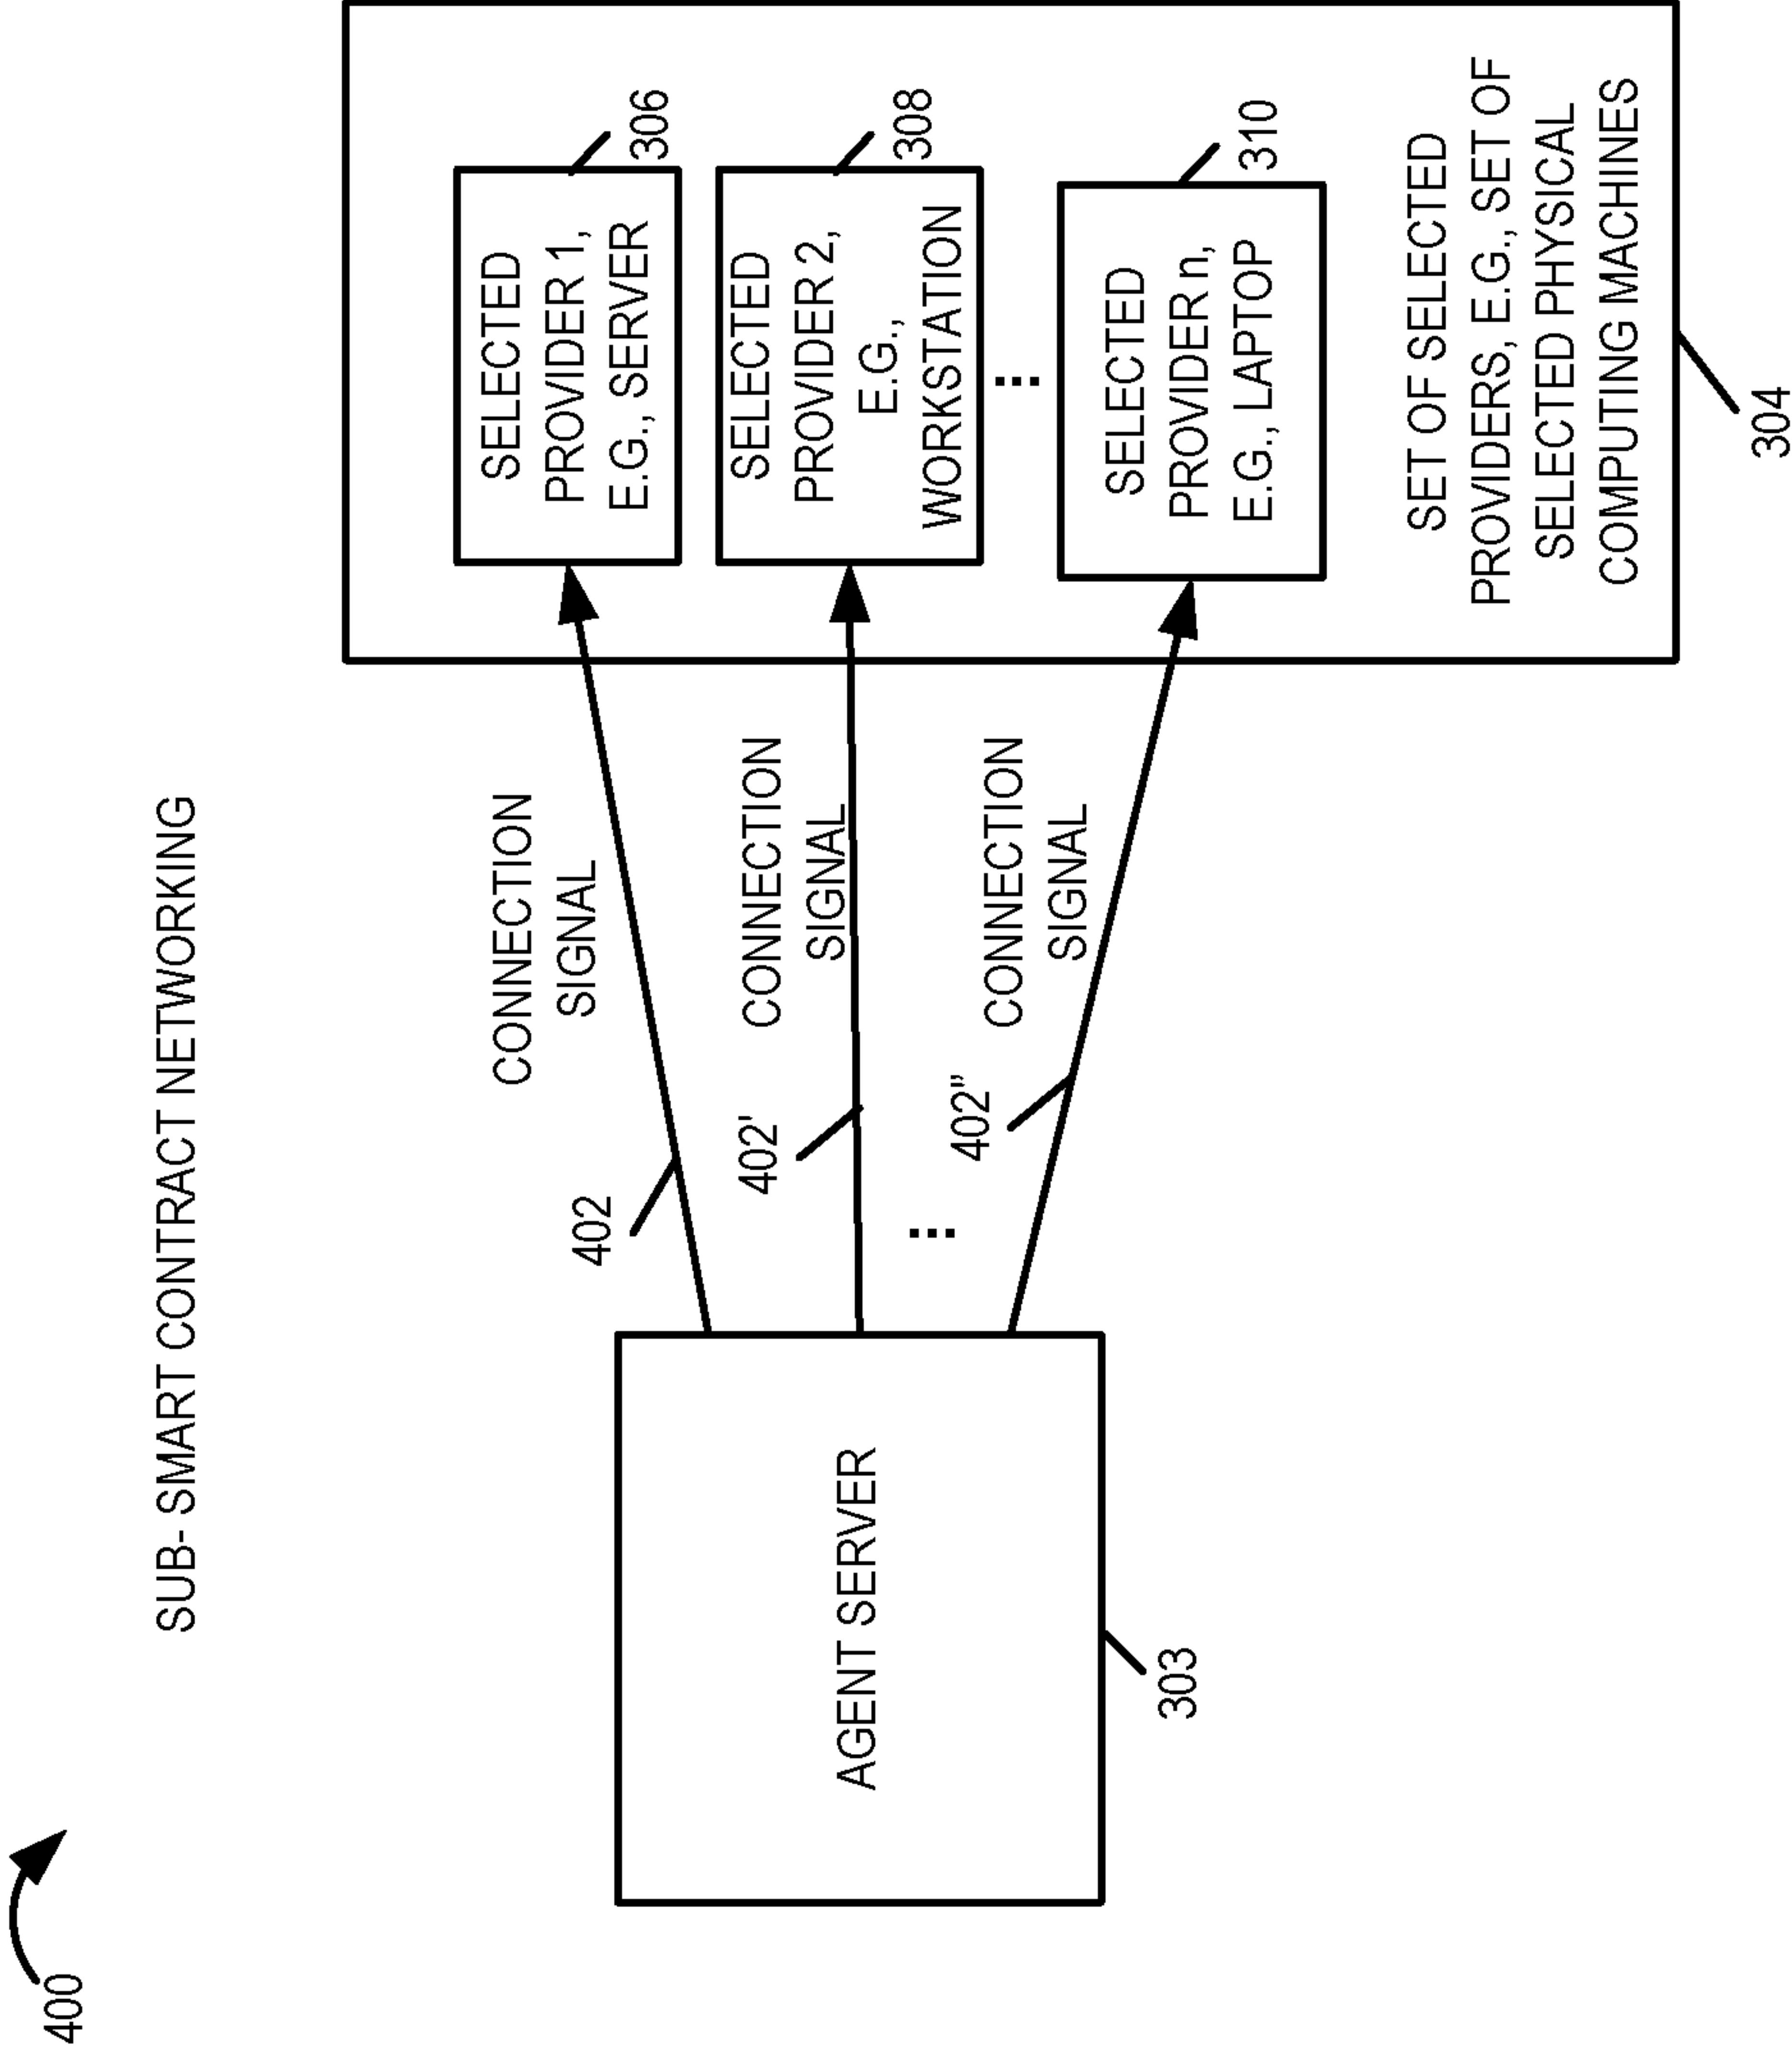 400
SUB- SMART CONTRACT NETWORKING
AGENT SERVER
303
402
CONNECTION
SIGNAL
402'
CONNECTION
SIGNAL
...
402"
CONNECTION
SIGNAL
SELECTED
PROVIDER 1,
E.G., SERVER
306
SELECTED
PROVIDER 2,
E.G.,
WORKSTATION
308
...
SELECTED
PROVIDER n,
E.G., LAPTOP
310
SET OF SELECTED
PROVIDERS, E.G., SET OF
SELECTED PHYSICAL
COMPUTING MACHINES
304